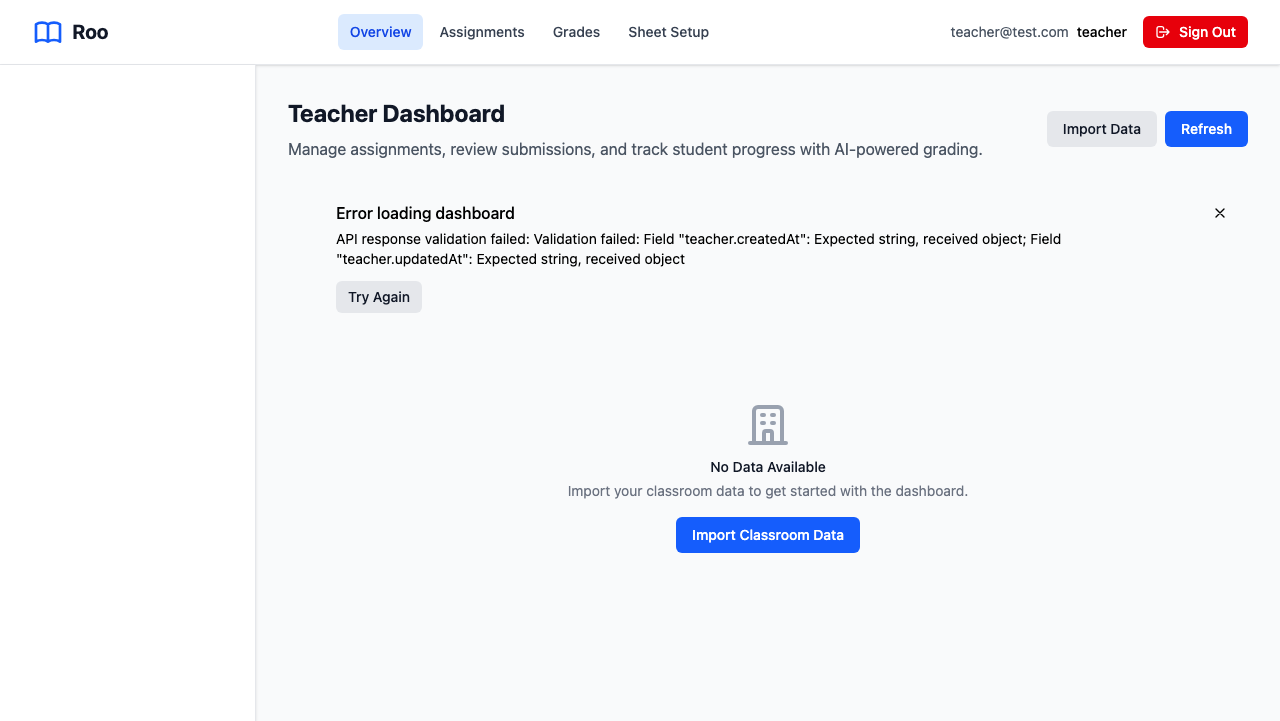 Roo
Overview
Assignments
Grades
Sheet Setup
teacher@test.com
teacher
Sign Out
Teacher Dashboard
Manage assignments, review submissions, and track student progress with AI-powered grading.
Import Data
Refresh
Error loading dashboard
API response validation failed: Validation failed: Field "teacher.createdAt": Expected string, received object; Field
"teacher.updatedAt": Expected string, received object
Try Again
No Data Available
Import your classroom data to get started with the dashboard.
Import Classroom Data